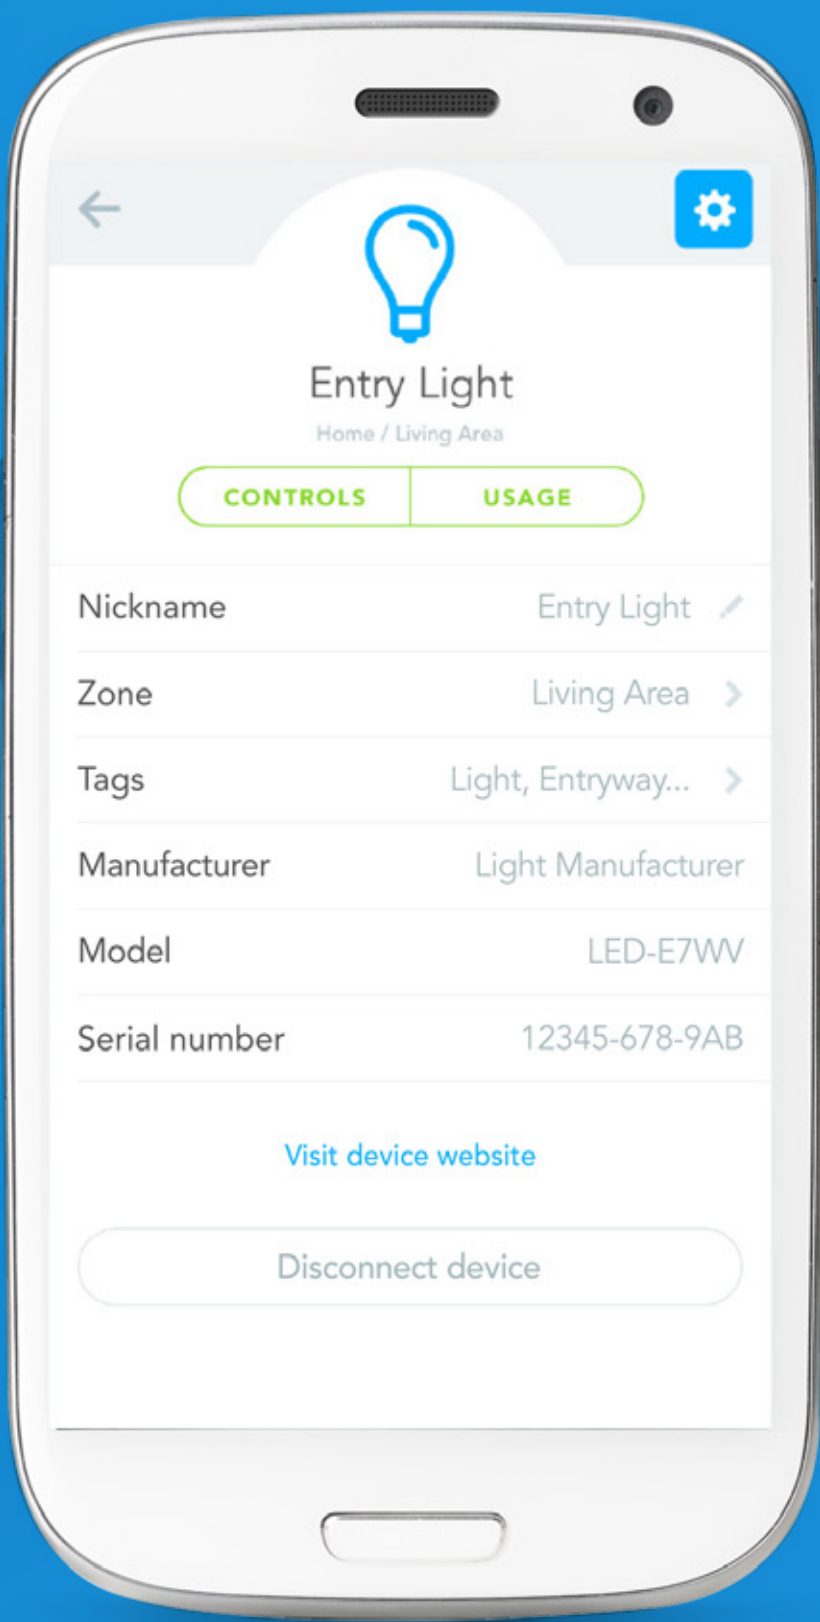 Entry Light
Home / Living Area
CONTROLS USAGE
Nickname Entry Light
Zone Living Area
Tags Light, Entryway...
Manufacturer Light Manufacturer
Model LED-E7WV
Serial number 12345-678-9AB
Visit device website
Disconnect device